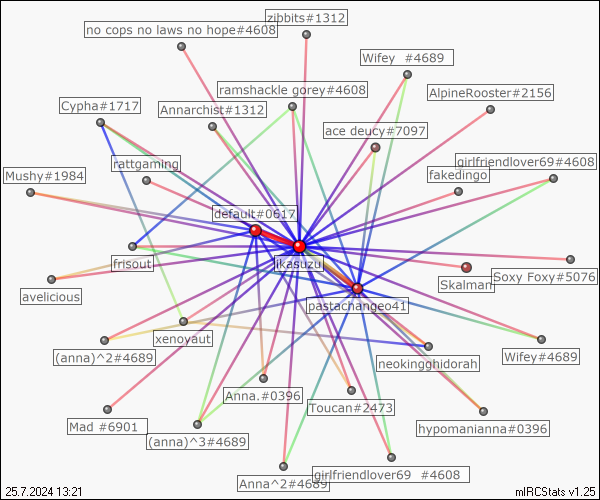 zibbits#1312
no cops no laws no hope#4608
Wifey  #4689
ramshackle gorey#4608
AlpineRooster#2156
Cypha#1717
Annarchist#1312
ace deucy#7097
rattgaming
girlfriendlover69#4608
Mushy#1984
fakedingo
default#0617
frisout
ikasuzu
Skalman
Soxy Foxy#5076
avelicious
pastachangeo41
xenoyaut
(anna)^2#4689
Wifey#4689
neokingghidorah
Anna.#0396
Toucan#2473
Mad #6901
hypomanianna#0396
(anna)^3#4689
Anna^2#4689
girlfriendlover69  #4608
25.7.2024 13:21
mIRCStats v1.25